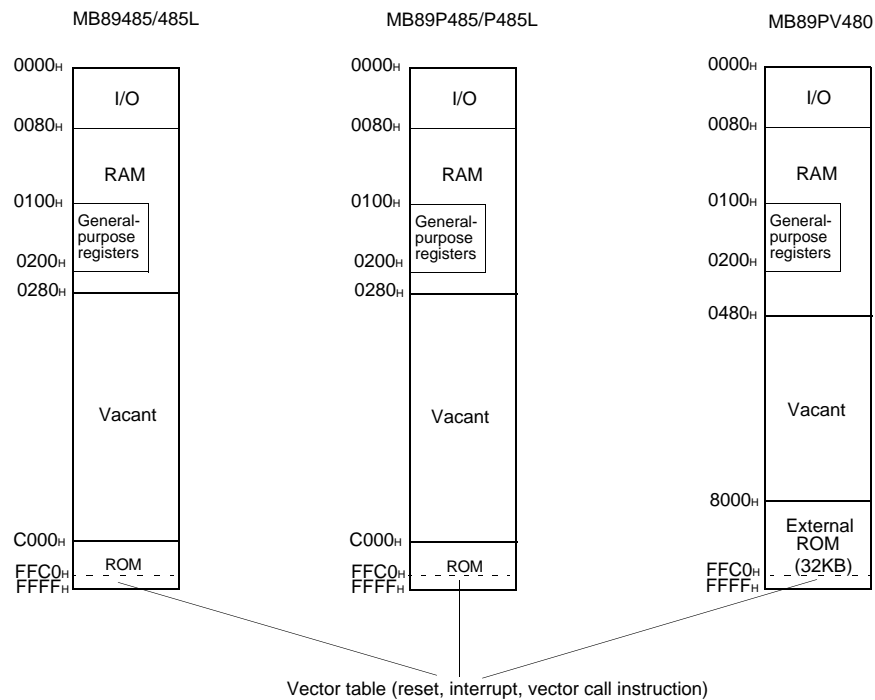 MB89485/485L
0000H
I/O
0080H
RAM
0100H
General-
purpose
registers
0200H
0280H
Vacant
C000H
ROM
FFC0H
FFFFH
MB89P485/P485L
0000H
I/O
0080H
RAM
0100H
General-
purpose
registers
0200H
0280H
Vacant
C000H
ROM
FFC0H
FFFFH
MB89PV480
0000H
I/O
0080H
RAM
0100H
General-
purpose
registers
0200H
0480H
Vacant
8000H
External
ROM
(32KB)
FFC0H
FFFFH
Vector table (reset, interrupt, vector call instruction)